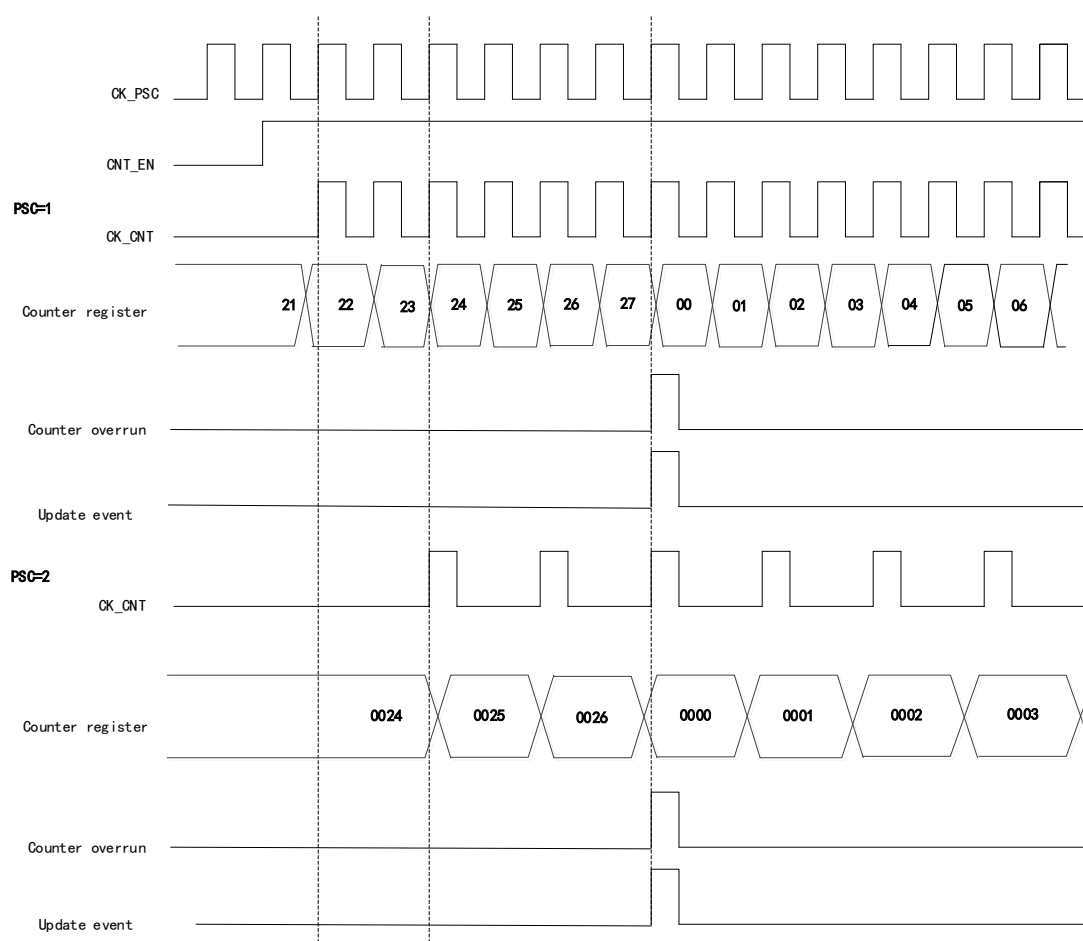 CK_PSC
CNT_EN
PSC=1
CK_CNT
Counter register 21 22 23 24 25 26 27 00 01 02 03 04 05 06
Counter overrun
Update event
PSC=2
CK_CNT
Counter register 0024 0025 0026 0000 0001 0002 0003
Counter overrun
Update event